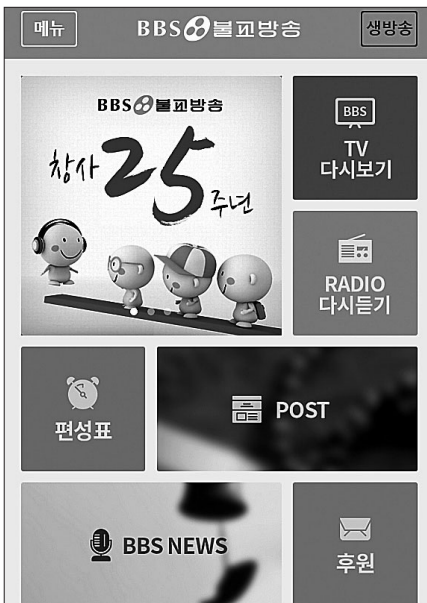 메뉴
BBS 불교방송
생방송
BBS 불교방송
창사 25주년
BBS
TV
다시보기
RADIO
다시듣기
편성표
POST
BBS NEWS
후원